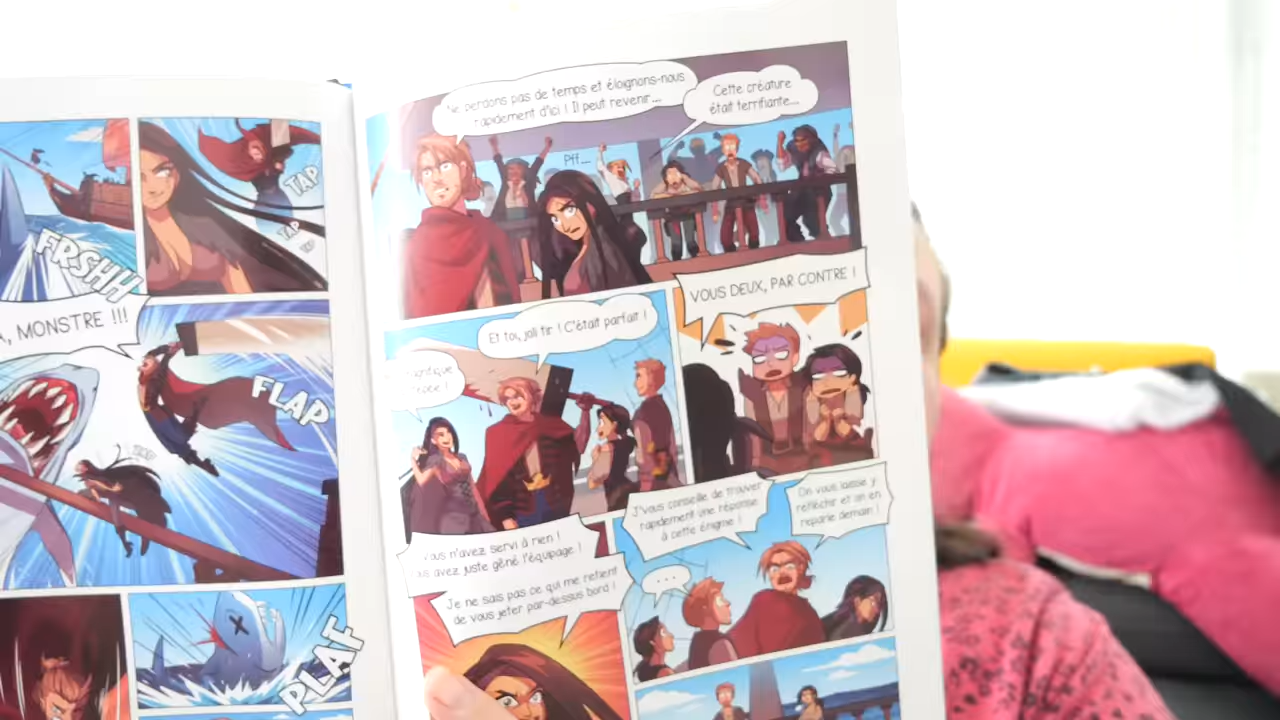 FRSHH
TAP
TAP
TAP
MONSTRE !!!
FLAP
TAP
PLAF
Ne perdons pas de temps et éloignons-nous
rapidement d'ici ! Il peut revenir...
Cette créature
était terrifiante...
Pff...
Et toi, joli tir ! C'était parfait !
VOUS DEUX, PAR CONTRE !
Vous n'avez servi à rien !
avez juste gêné l'équipage !
Je ne sais pas ce qui me retient
de vous jeter par-dessus bord !
J'vous conseille de trouver
rapidement une réponse
à cette énigme !
On vous laisse y
réfléchir et on en
reparle demain !
...